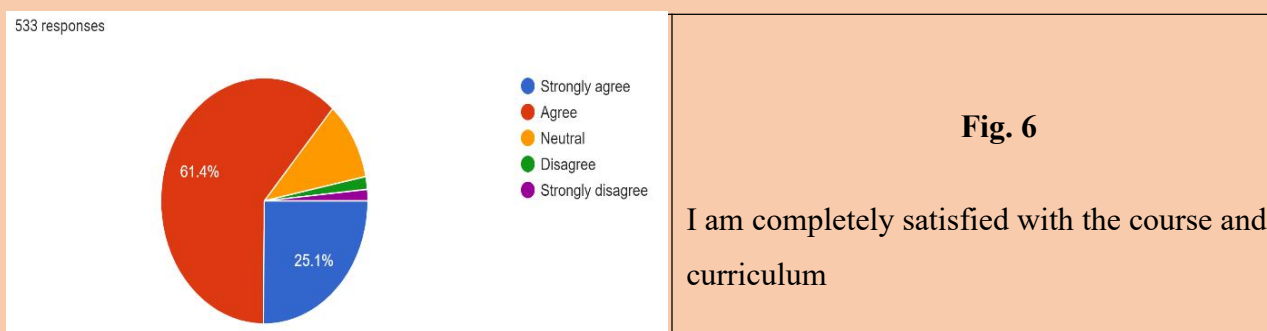 533 responses
61.4%
25.1%
Strongly agree
Agree
Neutral
Disagree
Strongly disagree
Fig. 6
I am completely satisfied with the course and
curriculum